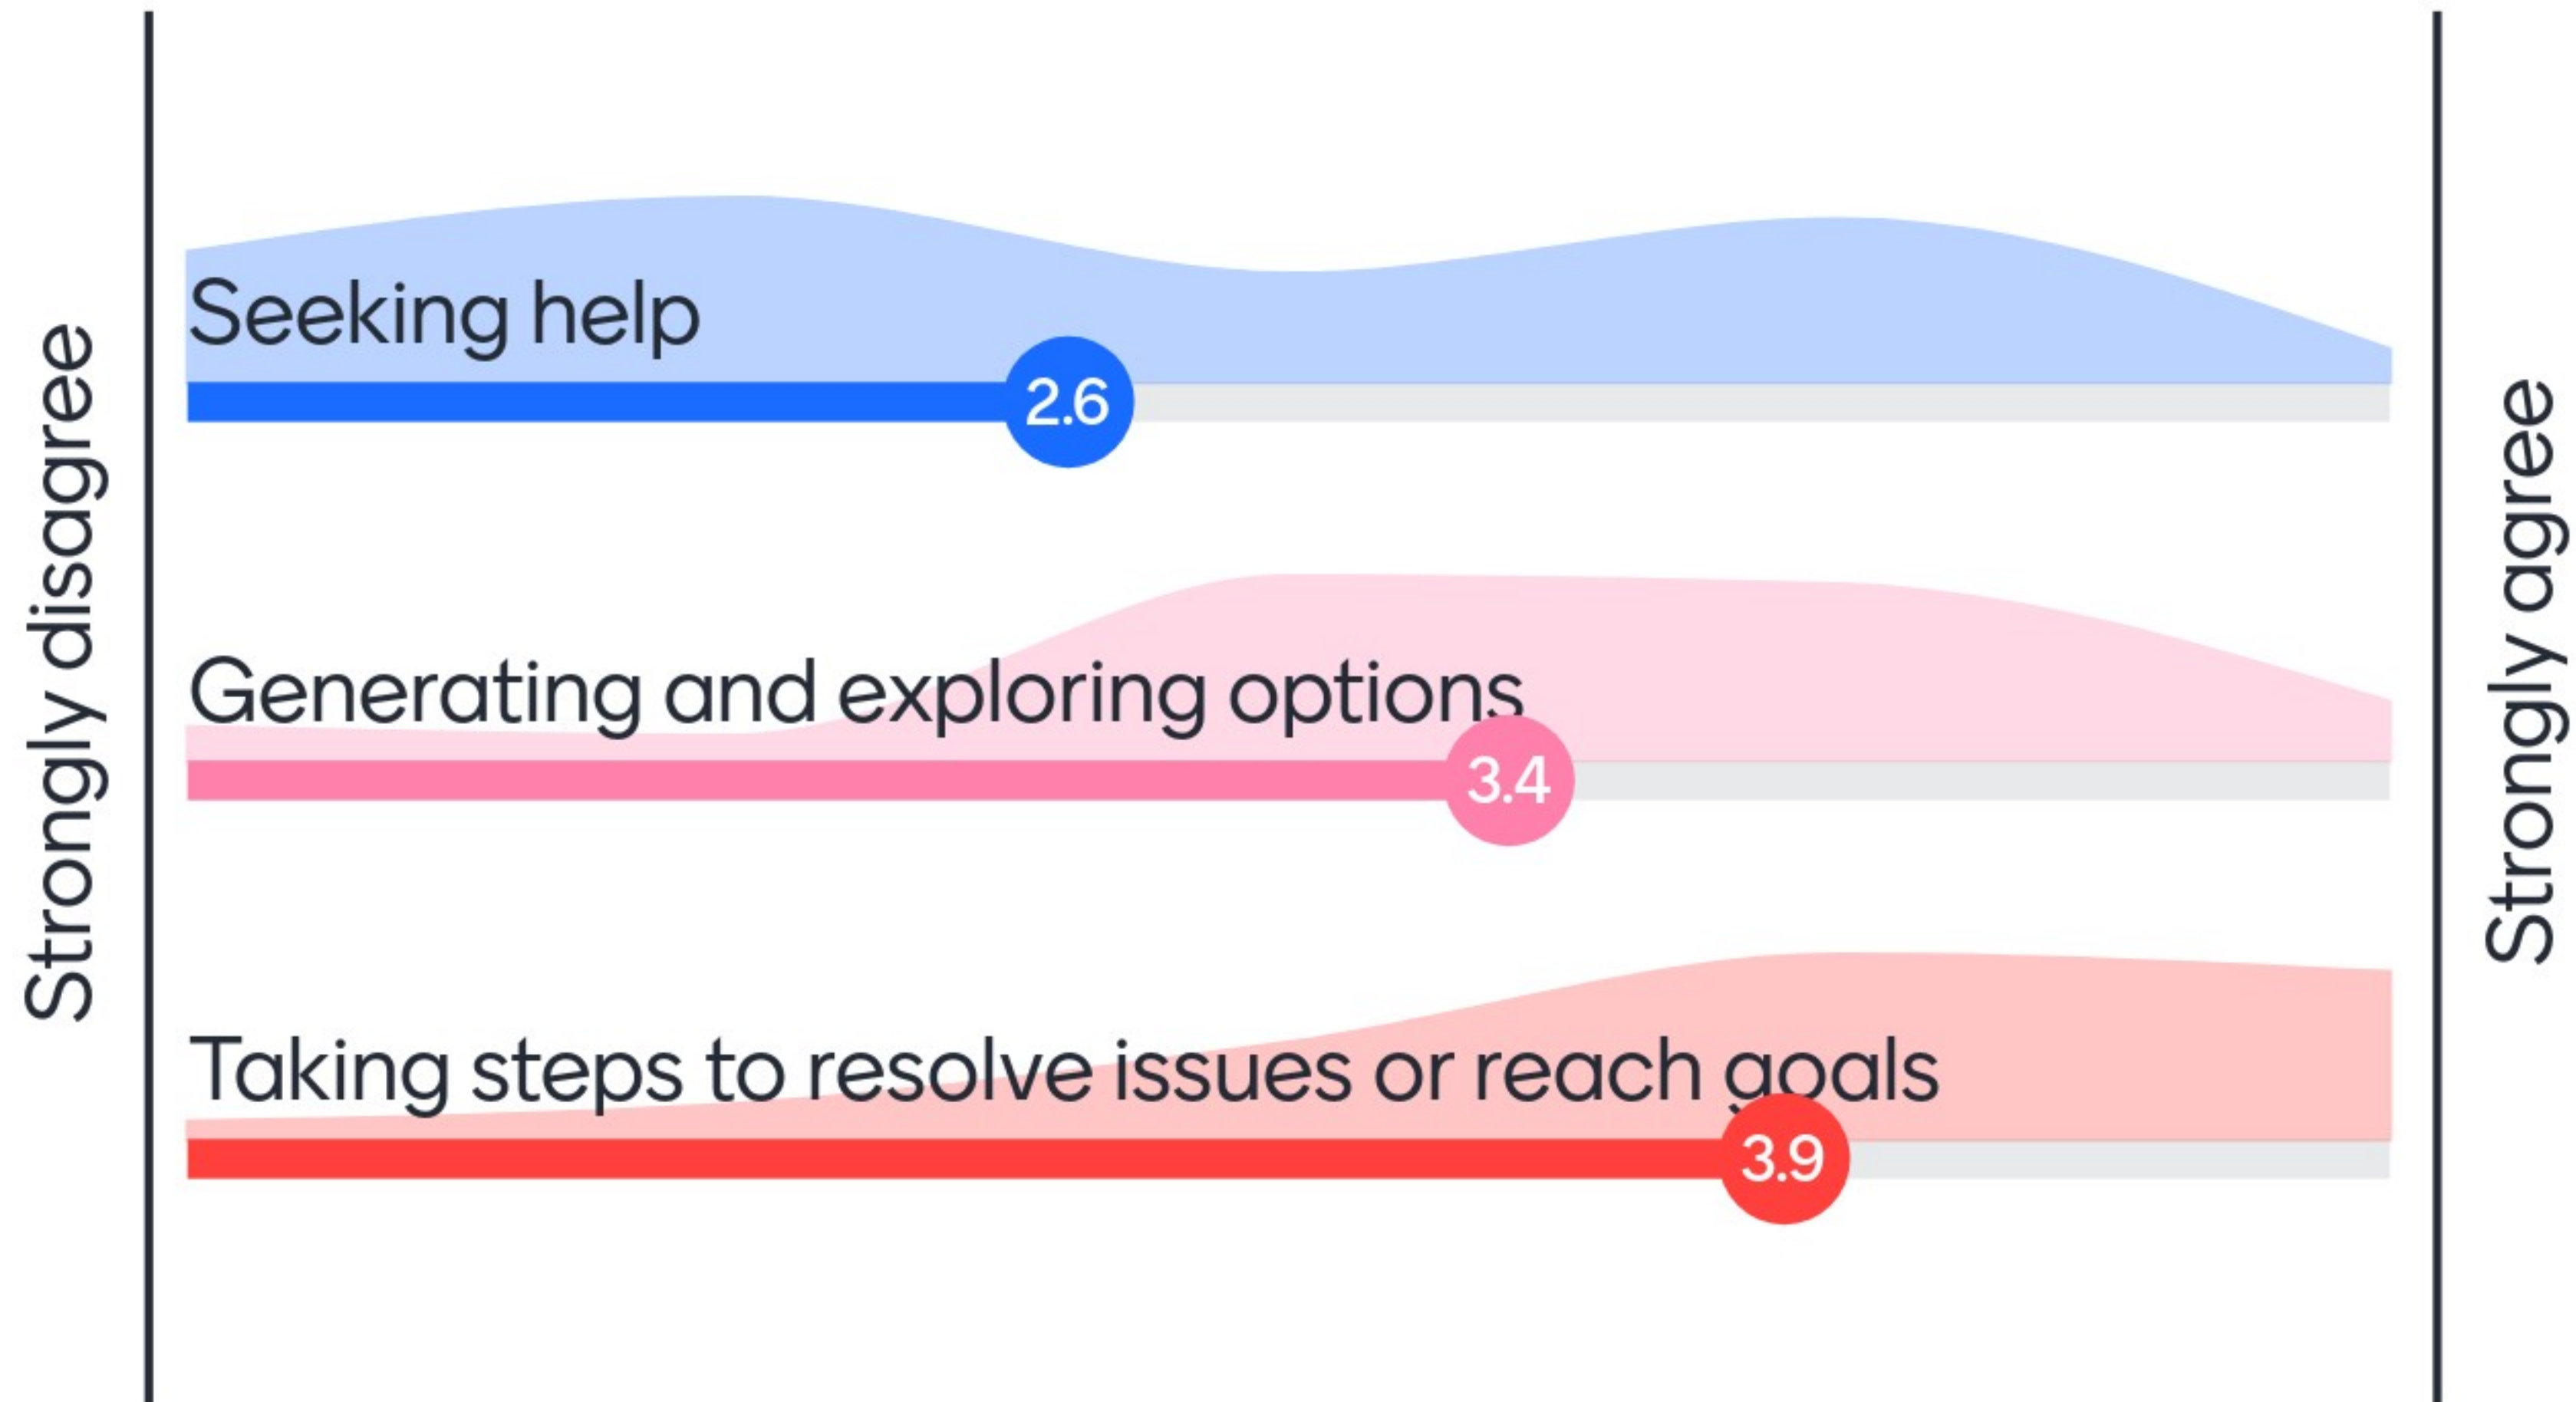 Strongly disagree
Seeking help
2.6
Generating and exploring options
3.4
Taking steps to resolve issues or reach goals
3.9
Strongly agree